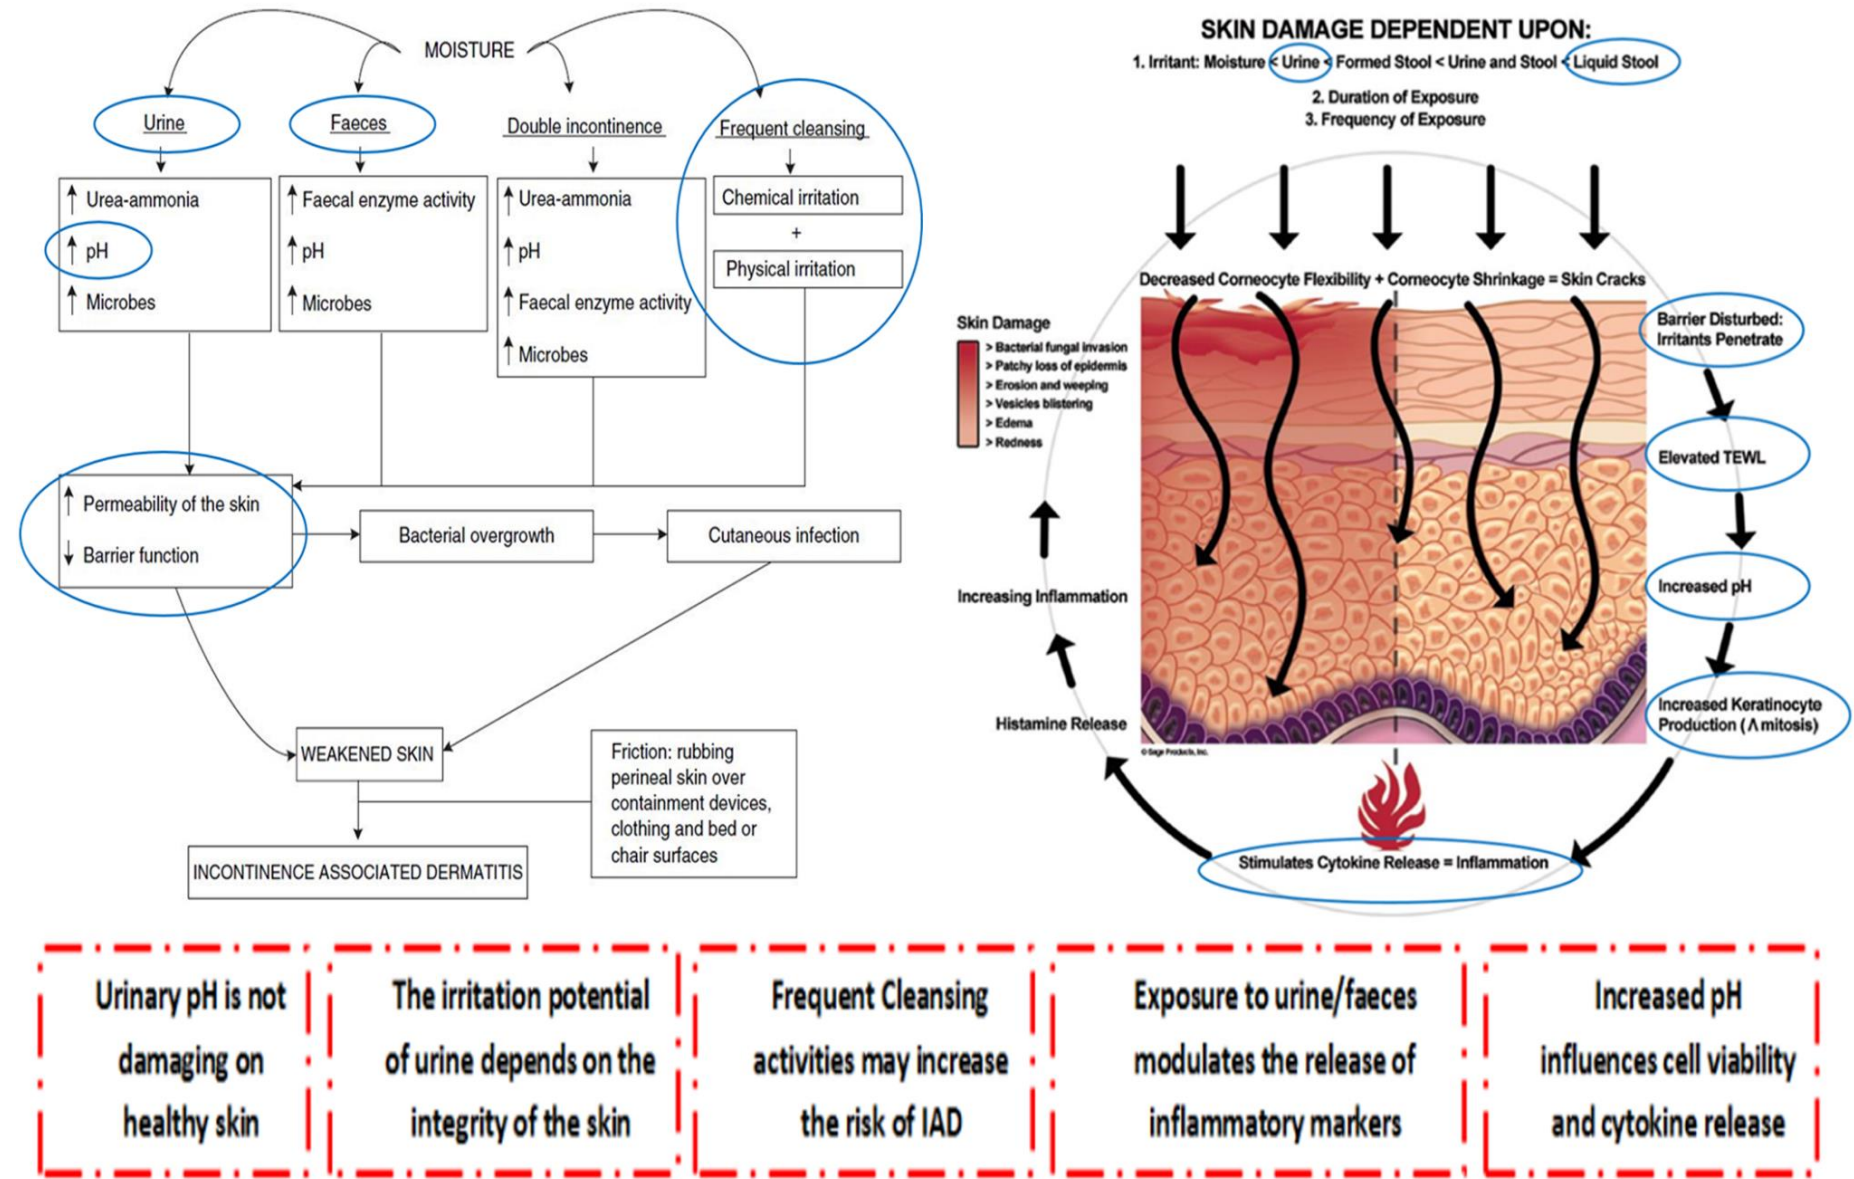 MOISTURE
Urine
Faeces
Double incontinence
Frequent cleansing
↑ Urea-ammonia
↑ pH
↑ Microbes
↑ Faecal enzyme activity
↑ pH
↑ Microbes
↑ Urea-ammonia
↑ pH
↑ Faecal enzyme activity
↑ Microbes
Chemical irritation
+
Physical irritation
↑ Permeability of the skin
↓ Barrier function
Bacterial overgrowth
Cutaneous infection
WEAKENED SKIN
Friction: rubbing
perineal skin over
containment devices,
clothing and bed or
chair surfaces
INCONTINENCE ASSOCIATED DERMATITIS
SKIN DAMAGE DEPENDENT UPON:
1. Irritant: Moisture < Urine < Formed Stool < Urine and Stool < Liquid Stool
2. Duration of Exposure
3. Frequency of Exposure
Decreased Corneocyte Flexibility + Corneocyte Shrinkage = Skin Cracks
Skin Damage
> Bacterial fungal invasion
> Patchy loss of epidermis
> Erosion and weeping
> Vesicles blistering
> Edema
> Redness
Barrier Disturbed:
Irritants Penetrate
Elevated TEWL
Increased pH
Increased Keratinocyte
Production (Λ mitosis)
Stimulates Cytokine Release = Inflammation
Histamine Release
Increasing Inflammation
© Sage Products, Inc.
Urinary pH is not
damaging on
healthy skin
The irritation potential
of urine depends on the
integrity of the skin
Frequent Cleansing
activities may increase
the risk of IAD
Exposure to urine/faeces
modulates the release of
inflammatory markers
Increased pH
influences cell viability
and cytokine release